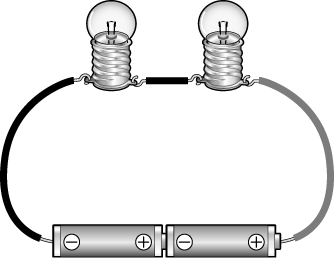 − + − +